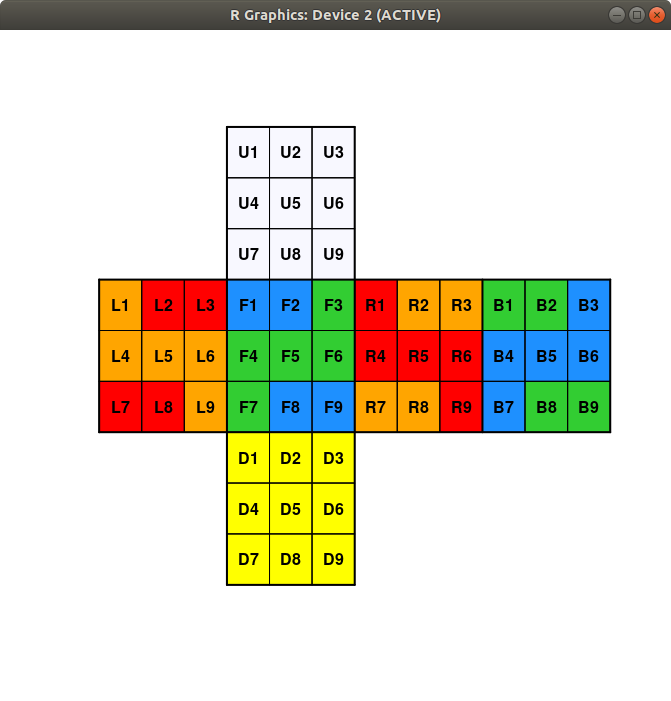 R Graphics: Device 2 (ACTIVE)
U1 U2 U3
U4 U5 U6
U7 U8 U9
L1 L2 L3 F1 F2 F3 R1 R2 R3 B1 B2 B3
L4 L5 L6 F4 F5 F6 R4 R5 R6 B4 B5 B6
L7 L8 L9 F7 F8 F9 R7 R8 R9 B7 B8 B9
D1 D2 D3
D4 D5 D6
D7 D8 D9